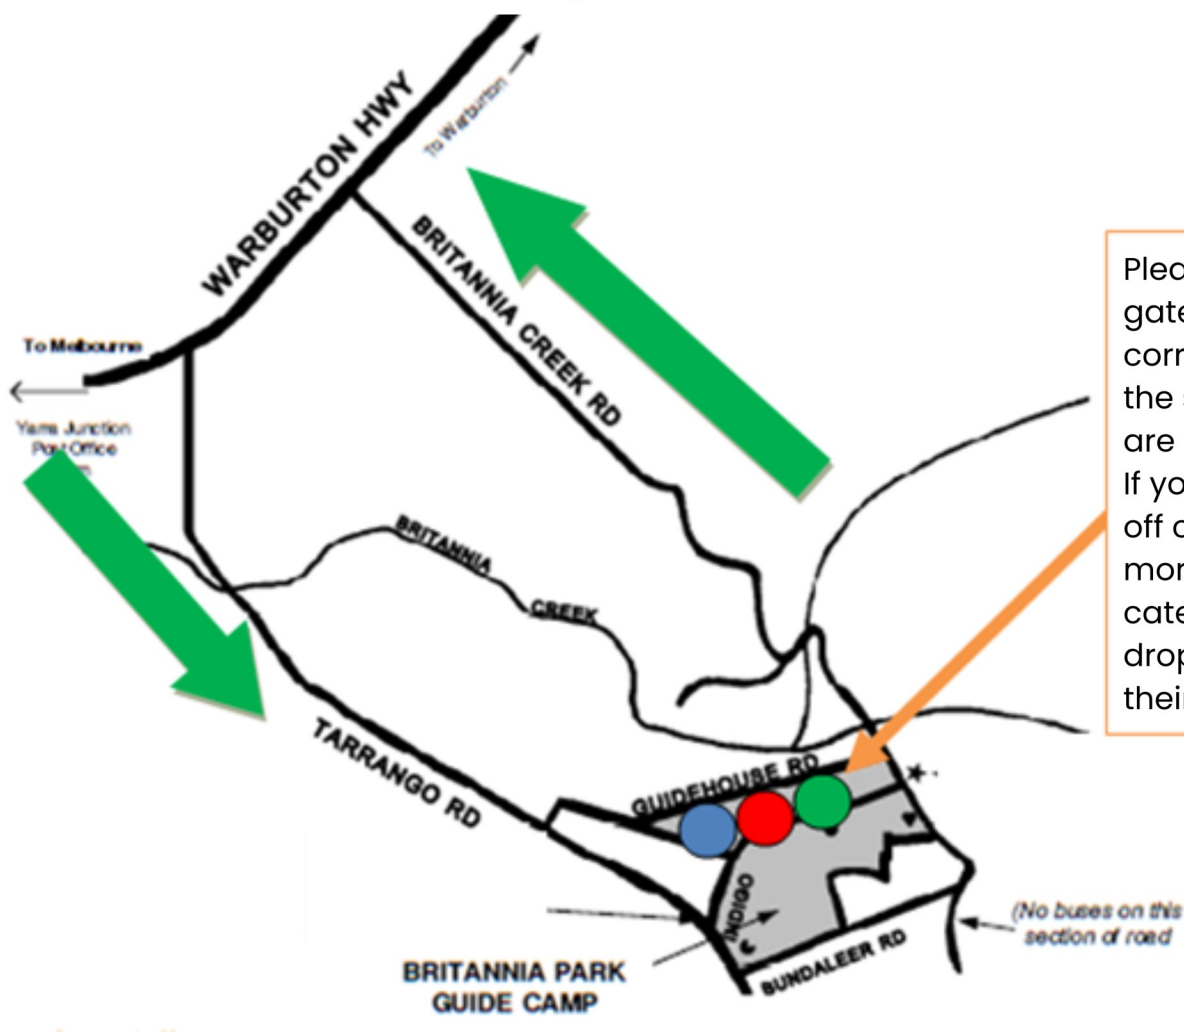 WARBURTON HWY
To Warburton
BRITANNIA CREEK RD
To Melbourne
Yarra Junction
Post Office
BRITANNIA
CREEK
TARRANGO RD
GUIDEHOUSE RD
INDIGO
BUNDALEER RD
BRITANNIA PARK
GUIDE CAMP
(No buses on this
section of road
Plea
gate
corr
the
are
If yo
off
mor
cate
drop
thei